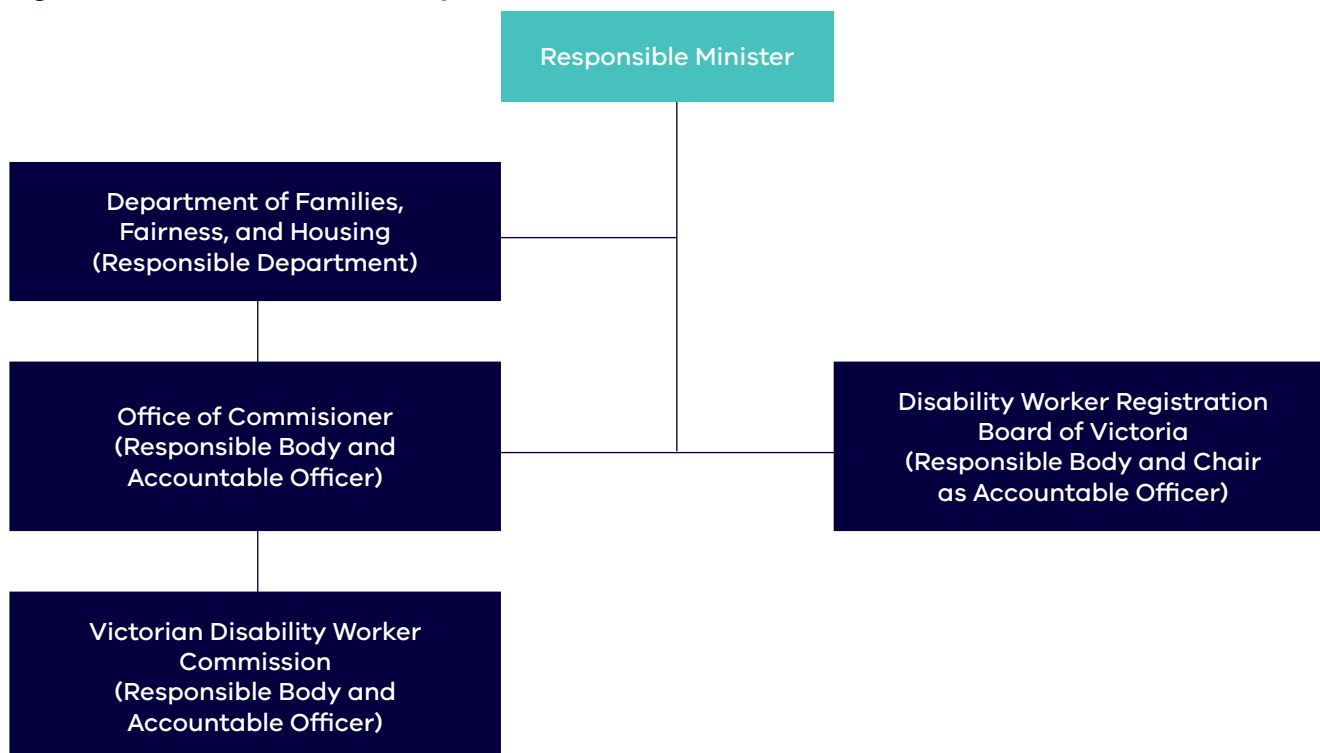 Responsible Minister
Department of Families,
Fairness, and Housing
(Responsible Department)
Office of Commisioner
(Responsible Body and
Accountable Officer)
Disability Worker Registration
Board of Victoria
(Responsible Body and Chair
as Accountable Officer)
Victorian Disability Worker
Commission
(Responsible Body and
Accountable Officer)